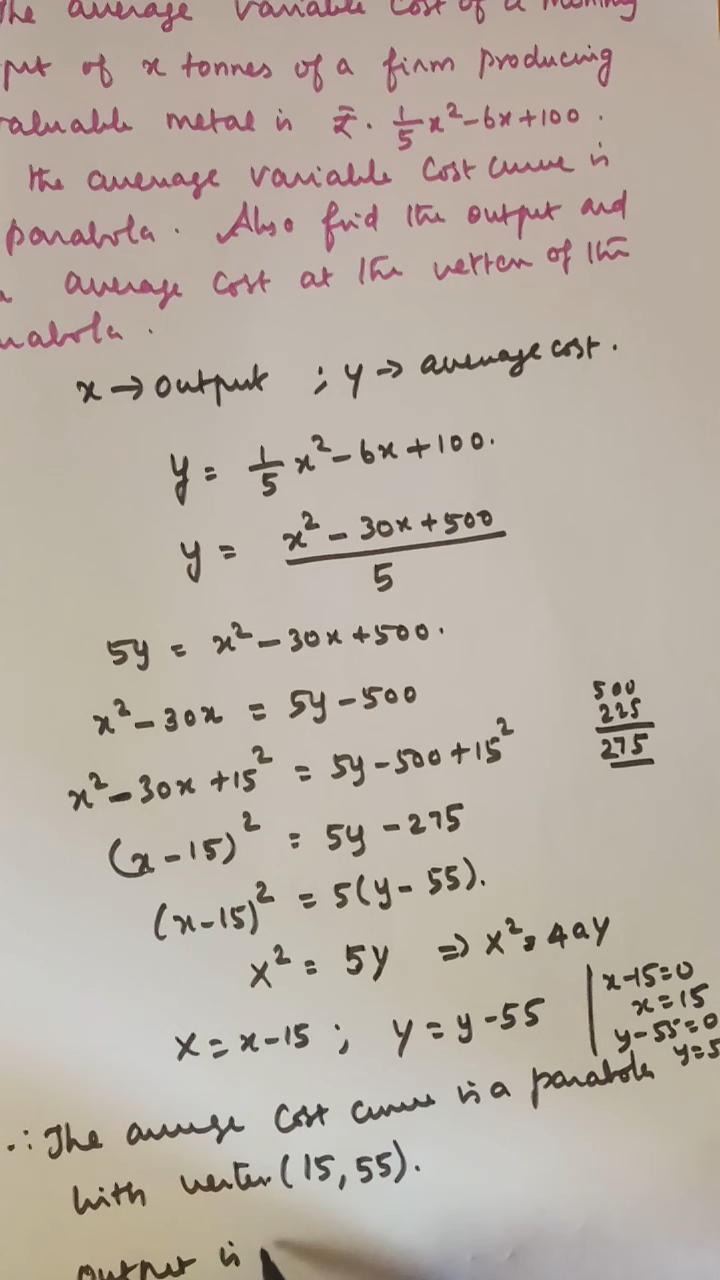 The average variable cost of a monthly
put of x tonnes of a firm producing
valuable metal is ₹. 1/5 x² - 6x + 100.
the average variable cost curve is
parabola. Also find the output and
average cost at the vertex of the
rabola.
x → output ; y → average cost.
y = 1/5 x² - 6x + 100.
y = (x² - 30x + 500)/5
5y = x² - 30x + 500.
x² - 30x = 5y - 500
500
225
275
x² - 30x + 15² = 5y - 500 + 15²
(x - 15)² = 5y - 275
(x - 15)² = 5(y - 55).
X² = 5Y ⇒ X² = 4aY
X = x - 15 ; Y = y - 55
x - 15 = 0
x = 15
y - 55 = 0
y = 5
∴ The average cost curve is a parabola
with vertex (15, 55).
Output is